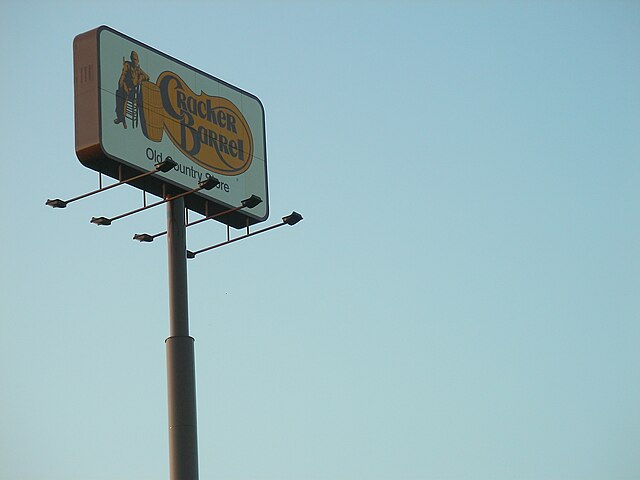 Cracker
Barrel
Old Country Store